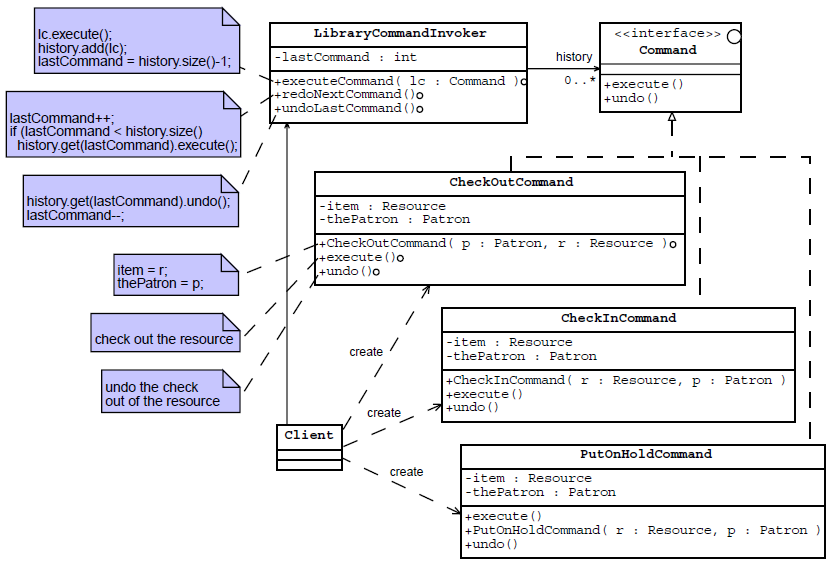 lc.execute();
history.add(lc);
lastCommand = history.size()-1;
lastCommand++;
if (lastCommand < history.size()
history.get(lastCommand).execute();
history.get(lastCommand).undo();
lastCommand--;
item = r;
thePatron = p;
check out the resource
undo the check
out of the resource
LibraryCommandInvoker
-lastCommand : int
+executeCommand( lc : Command )
+redoNextCommand()
+undoLastCommand()
history
0..*
<<interface>>
Command
+execute()
+undo()
CheckOutCommand
-item : Resource
-thePatron : Patron
+CheckOutCommand( p : Patron, r : Resource )
+execute()
+undo()
create
CheckInCommand
-item : Resource
-thePatron : Patron
+CheckInCommand( r : Resource, p : Patron )
+execute()
+undo()
create
Client
create
PutOnHoldCommand
-item : Resource
-thePatron : Patron
+execute()
+PutOnHoldCommand( r : Resource, p : Patron )
+undo()